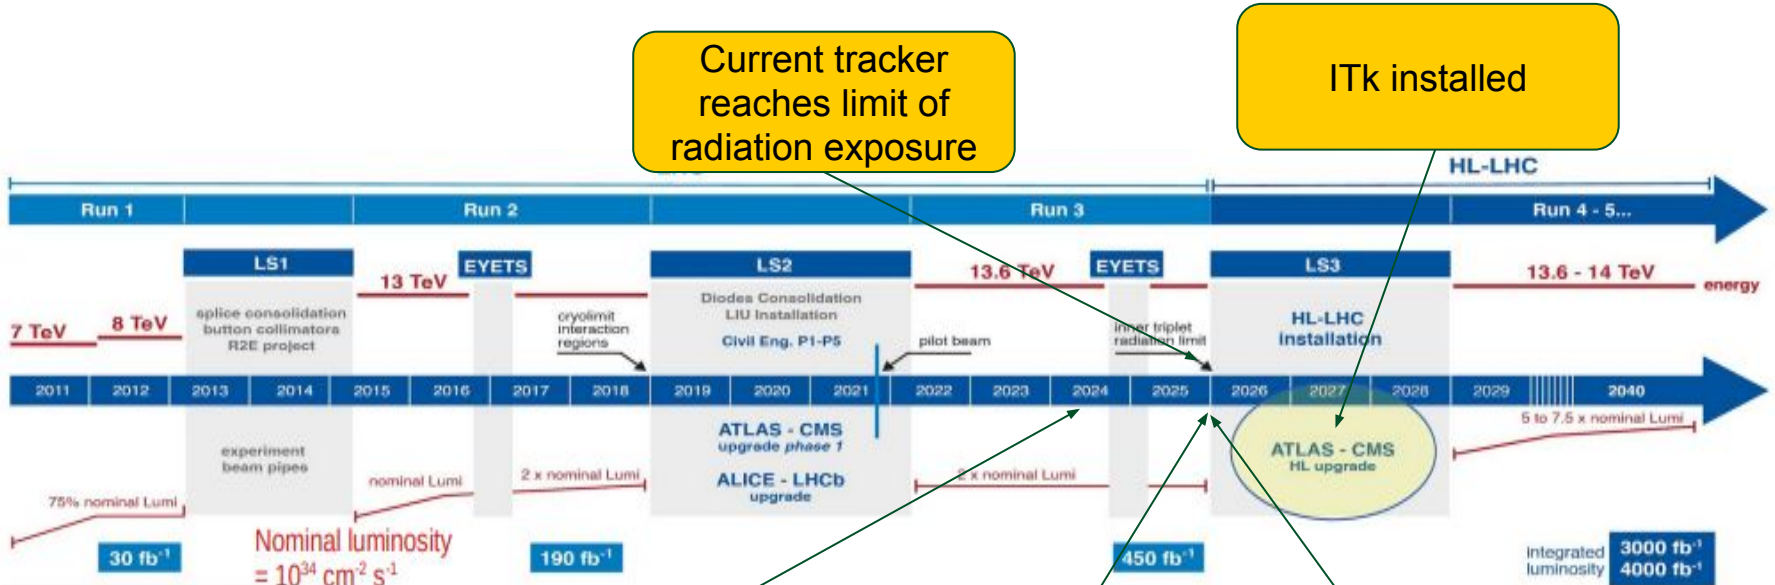 Current tracker
reaches limit of
radiation exposure
ITk installed
HL-LHC
Run 1
Run 2
Run 3
Run 4 - 5...
LS1
EYETS
LS2
EYETS
LS3
13 TeV
13.6 TeV
13.6 - 14 TeV
energy
7 TeV
8 TeV
splice consolidation
button collimators
R2E project
cryolimit
interaction
regions
Diodes Consolidation
LIU Installation
Civil Eng. P1-P5
pilot beam
inner triplet
radiation limit
HL-LHC
installation
2011
2012
2013
2014
2015
2016
2017
2018
2019
2020
2021
2022
2023
2024
2025
2026
2027
2028
2029
2040
5 to 7.5 x nominal Lumi
experiment
beam pipes
ATLAS - CMS
upgrade phase 1
ALICE - LHCb
upgrade
ATLAS - CMS
HL upgrade
75% nominal Lumi
nominal Lumi
2 x nominal Lumi
2 x nominal Lumi
30 fb⁻¹
Nominal luminosity
= 10³⁴ cm⁻² s⁻¹
190 fb⁻¹
450 fb⁻¹
integrated
luminosity
3000 fb⁻¹
4000 fb⁻¹